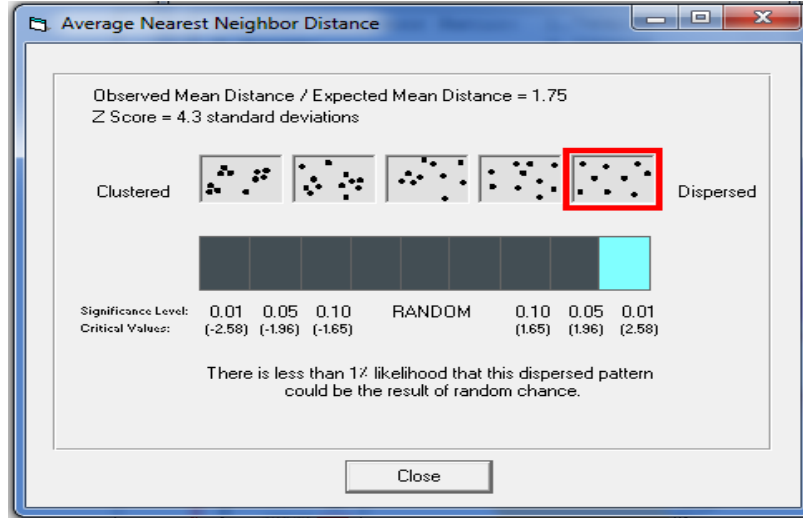 Average Nearest Neighbor Distance
Observed Mean Distance / Expected Mean Distance = 1.75
Z Score = 4.3 standard deviations
Clustered
Dispersed
Significance Level: 0.01 0.05 0.10 RANDOM 0.10 0.05 0.01
Critical Values: (-2.58) (-1.96) (-1.65) (1.65) (1.96) (2.58)
There is less than 1% likelihood that this dispersed pattern
could be the result of random chance.
Close